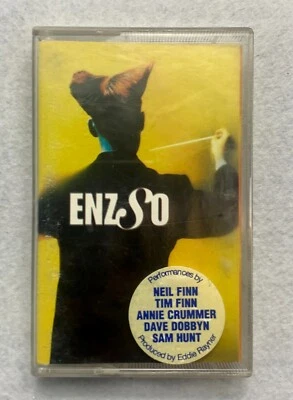 ENZSO
Performances by
NEIL FINN
TIM FINN
ANNIE CRUMMER
DAVE DOBBYN
SAM HUNT
Produced by Eddie Rayner